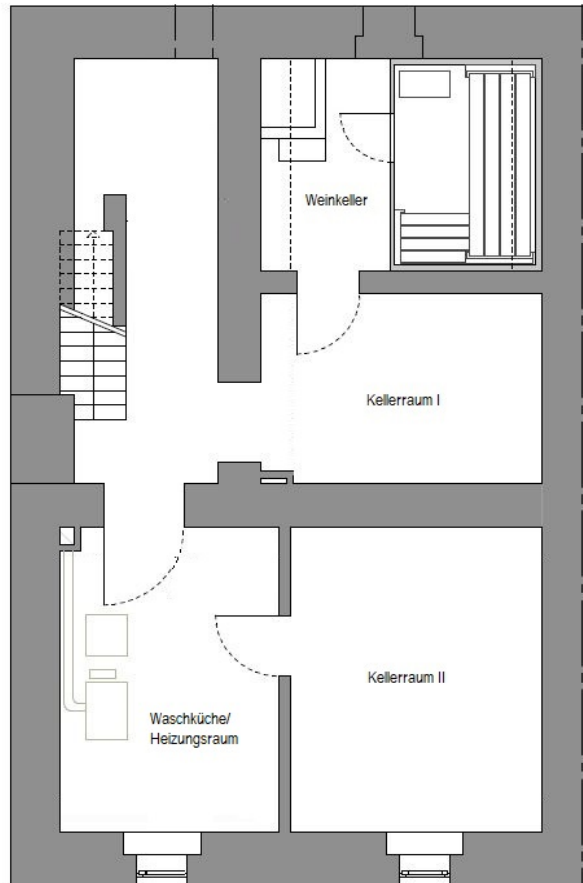 Weinkeller
Kellerraum I
Kellerraum II
Waschküche/
Heizungsraum